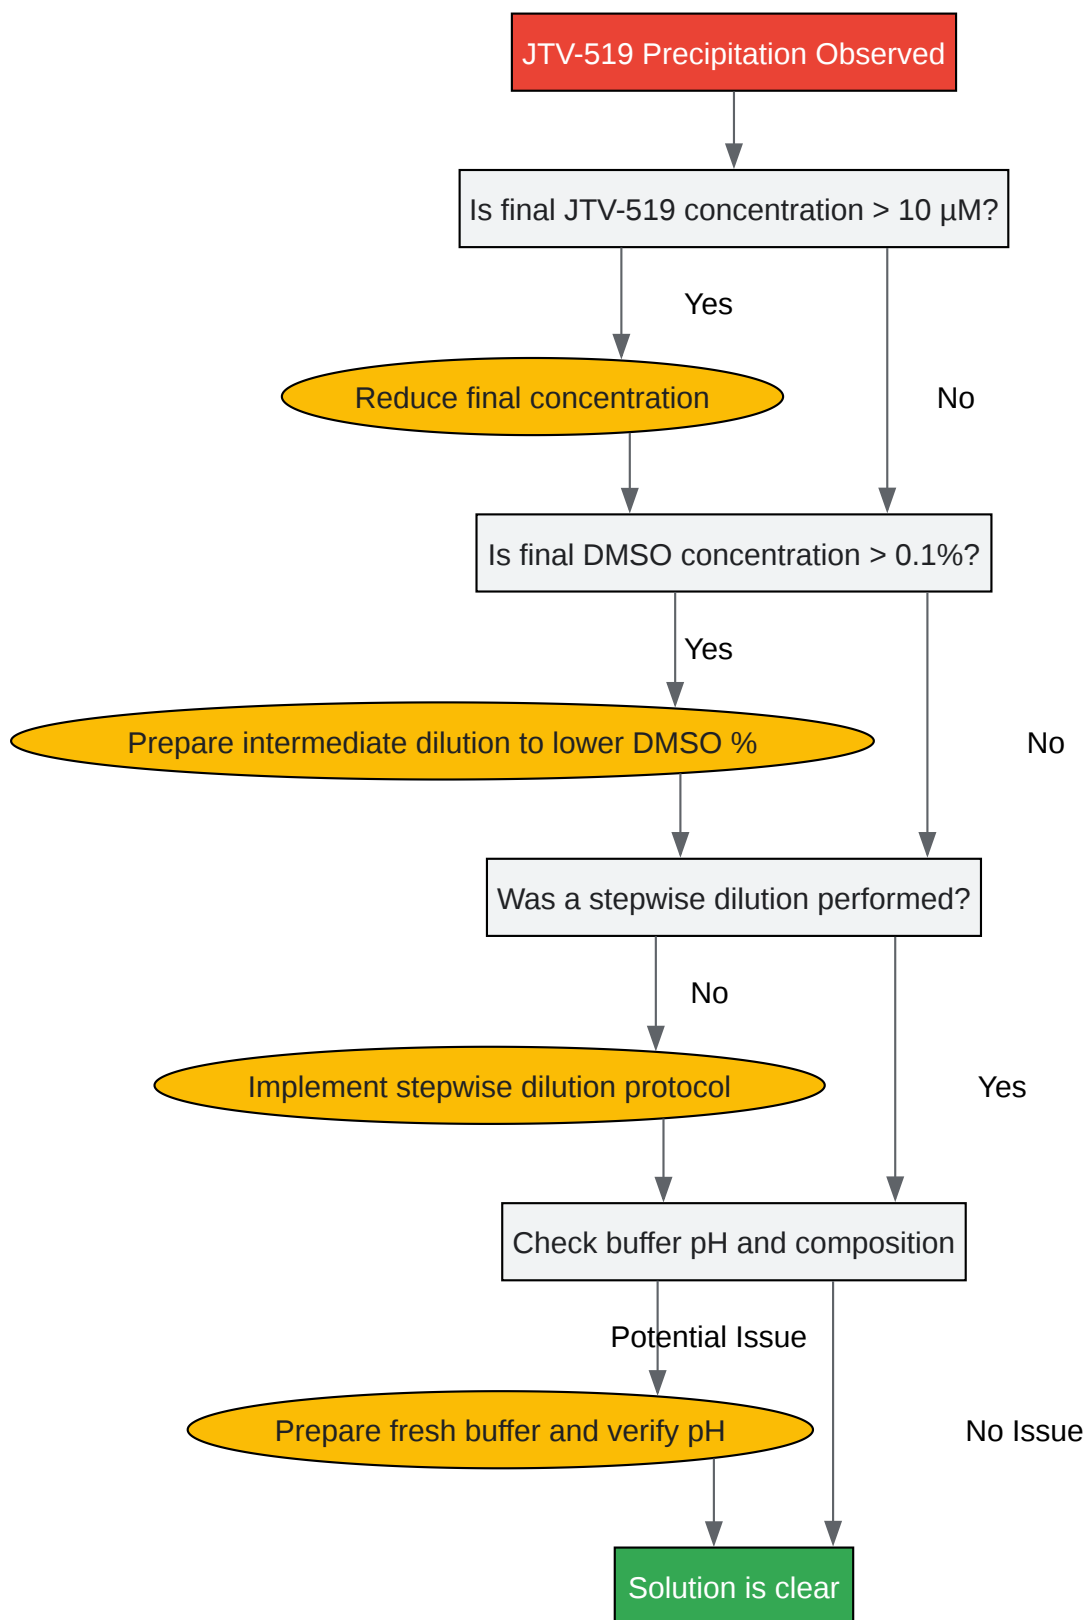 JTV-519 Precipitation Observed
Is final JTV-519 concentration > 10 µM?
Yes
Reduce final concentration
No
Is final DMSO concentration > 0.1%?
Yes
Prepare intermediate dilution to lower DMSO %
No
Was a stepwise dilution performed?
No
Implement stepwise dilution protocol
Yes
Check buffer pH and composition
Potential Issue
Prepare fresh buffer and verify pH
No Issue
Solution is clear